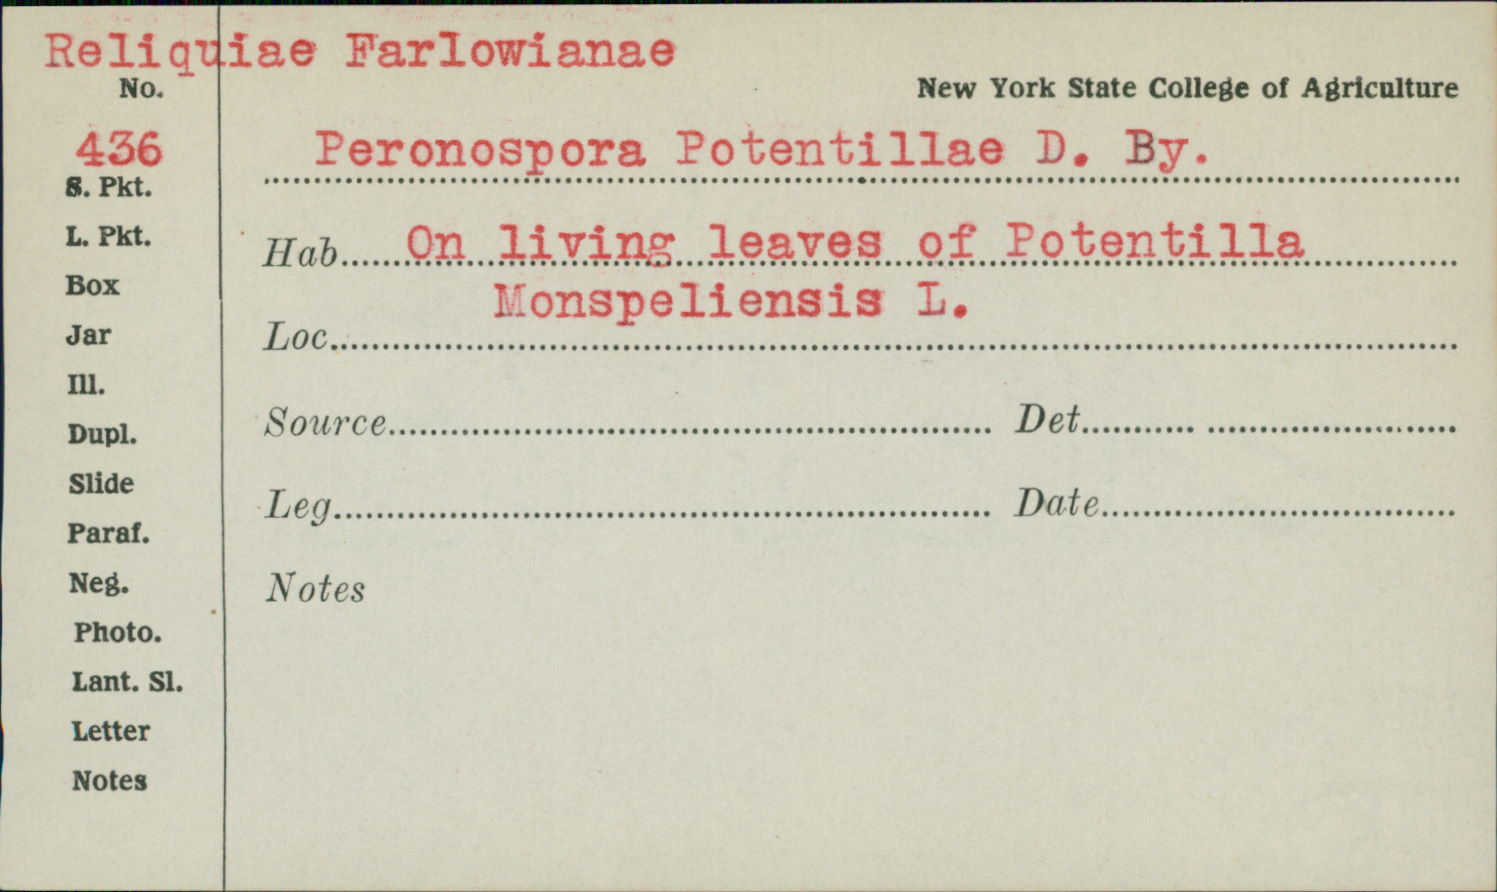 Reliquiae Farlowianae
No.
New York State College of Agriculture
436
Peronospora Potentillae D. By.
S. Pkt.
L. Pkt.
Hab. On living leaves of Potentilla
Monspeliensis L.
Box
Jar
Loc.
Ill.
Dupl.
Source Det.
Slide
Leg. Date
Paraf.
Neg.
Notes
Photo.
Lant. Sl.
Letter
Notes